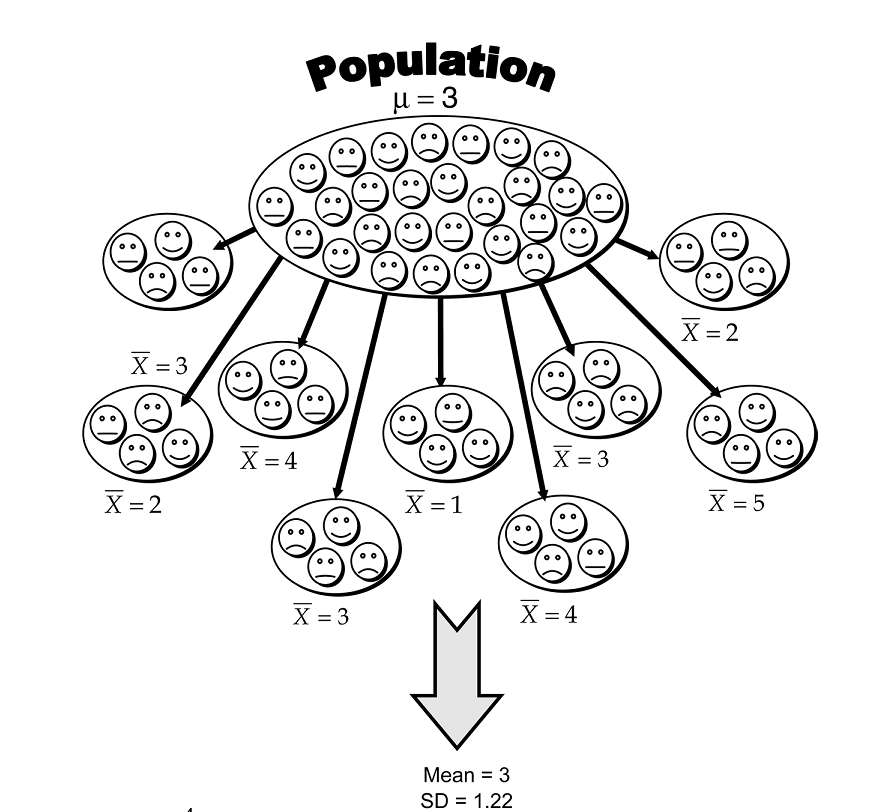 Population
μ = 3
X̅ = 2
X̅ = 3
X̅ = 4
X̅ = 3
X̅ = 2
X̅ = 1
X̅ = 5
X̅ = 3
X̅ = 4
Mean = 3
SD = 1.22